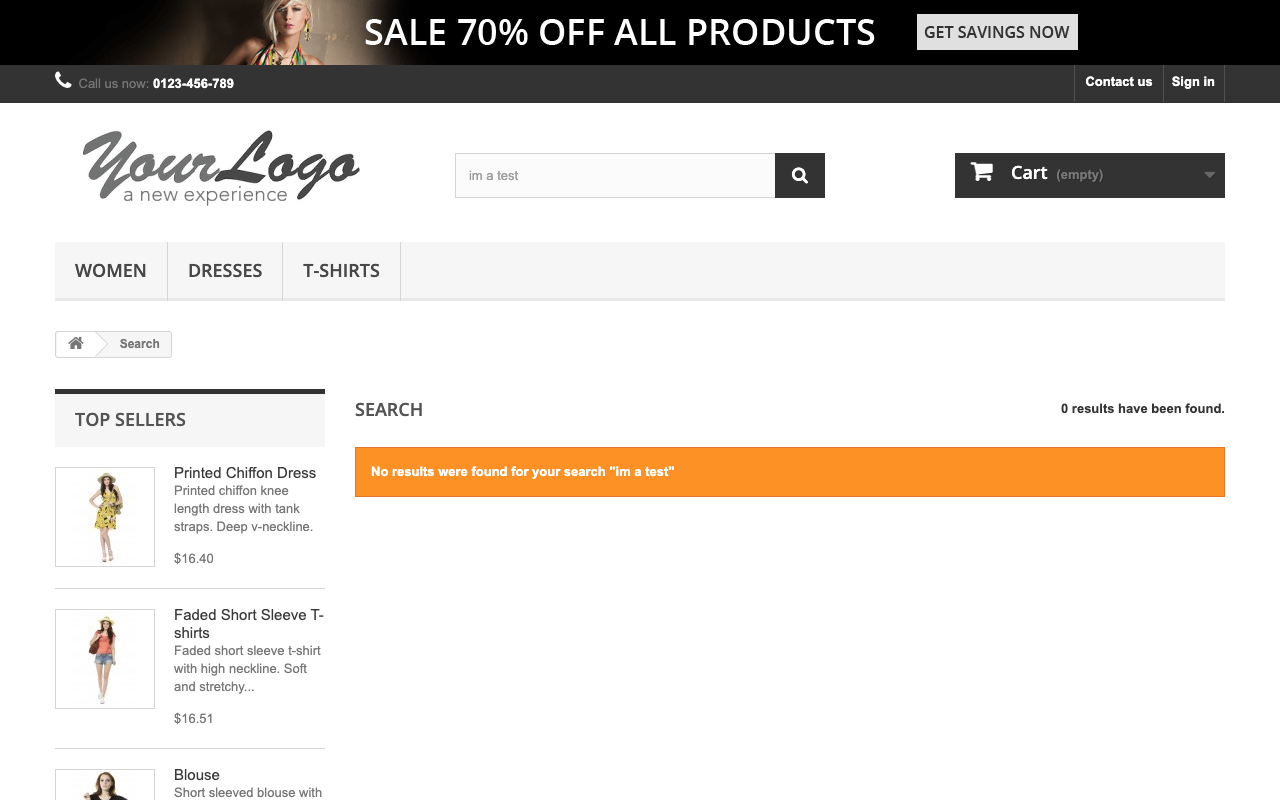 SALE 70% OFF ALL PRODUCTS
GET SAVINGS NOW
Call us now: 0123-456-789
Contact us
Sign in
YourLogo
a new experience
im a test
Cart (empty)
WOMEN
DRESSES
T-SHIRTS
Search
TOP SELLERS
Printed Chiffon Dress
Printed chiffon knee
length dress with tank
straps. Deep v-neckline.
$16.40
Faded Short Sleeve T-
shirts
Faded short sleeve t-shirt
with high neckline. Soft
and stretchy...
$16.51
Blouse
Short sleeved blouse with
SEARCH
0 results have been found.
No results were found for your search "im a test"